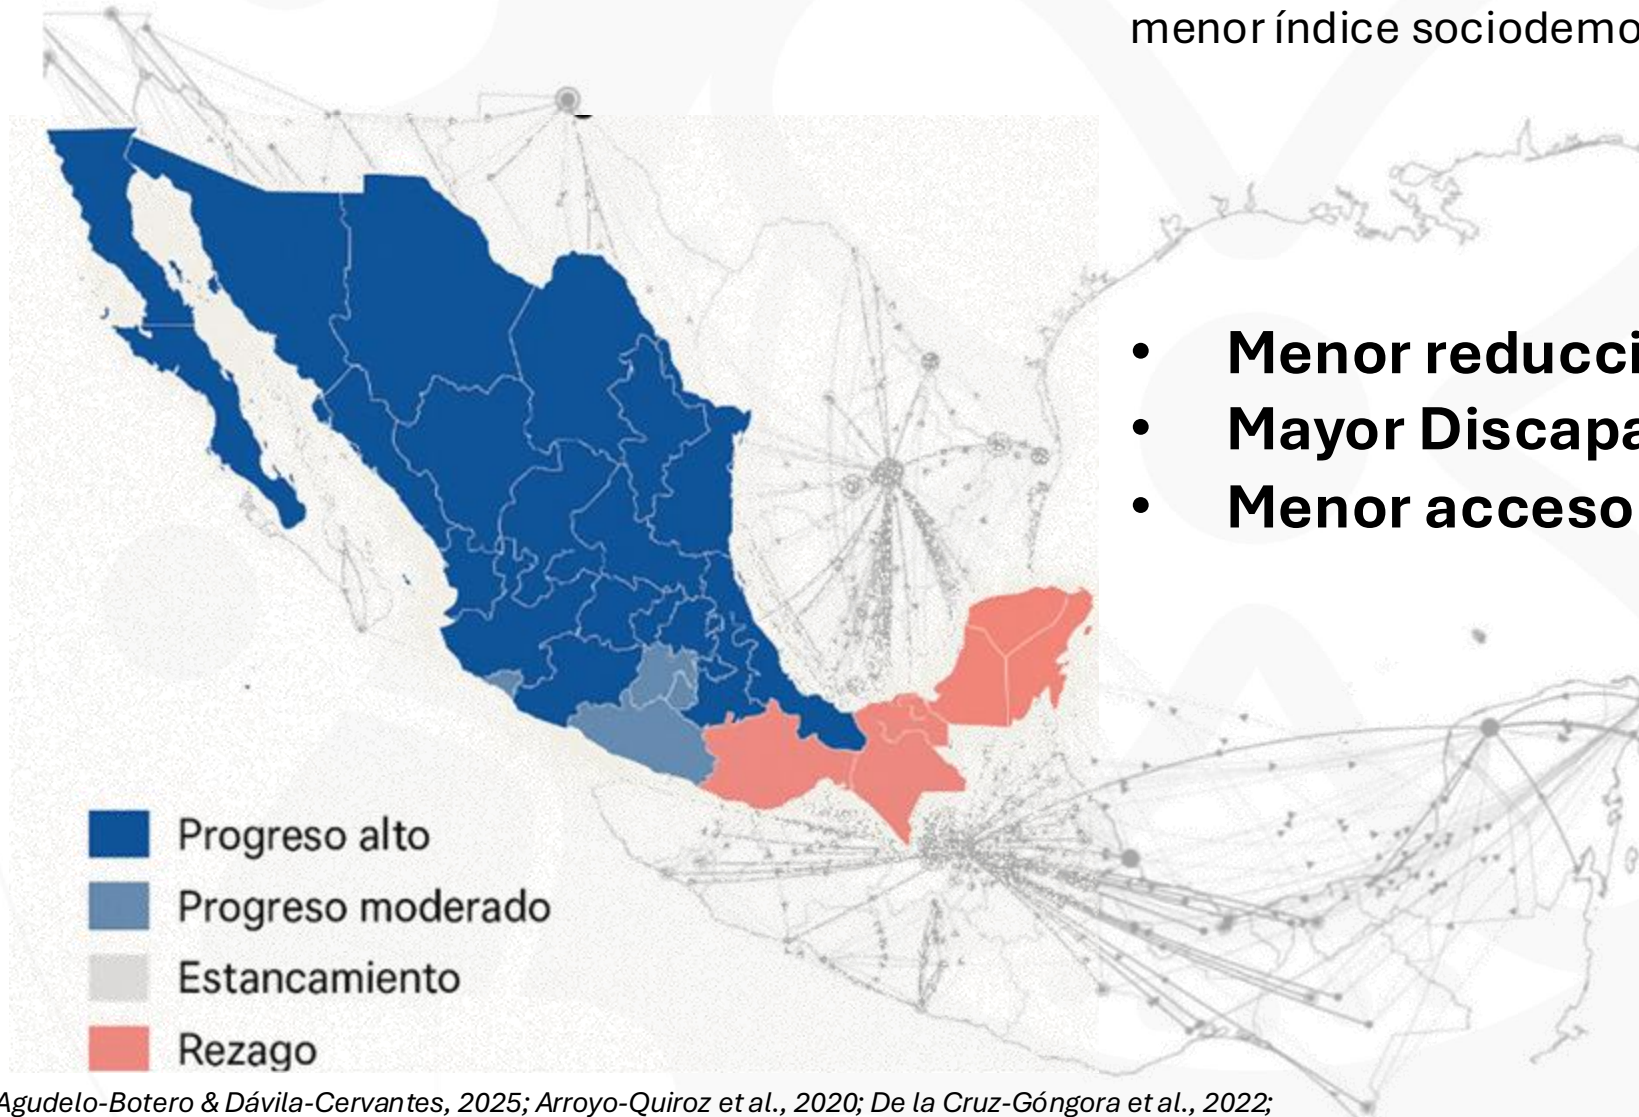 menor índice sociodemo
• Menor reducci
• Mayor Discapa
• Menor acceso
Progreso alto
Progreso moderado
Estancamiento
Rezago
Agudelo-Botero & Dávila-Cervantes, 2025; Arroyo-Quiroz et al., 2020; De la Cruz-Góngora et al., 2022;